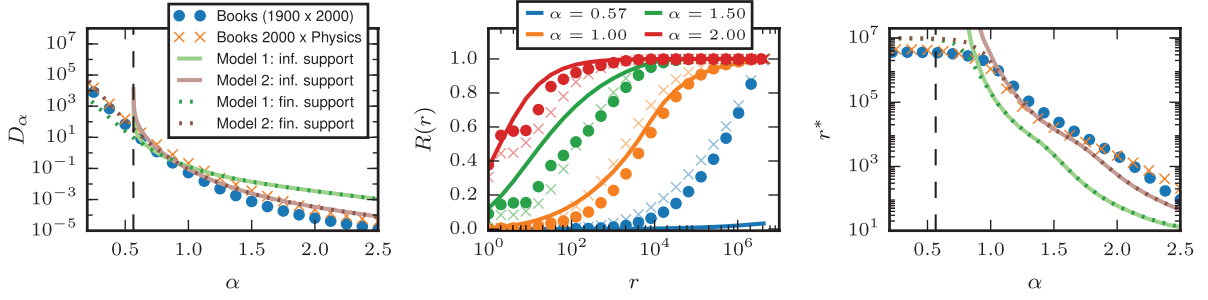 Books (1900 x 2000)
Books 2000 x Physics
Model 1: inf. support
Model 2: inf. support
Model 1: fin. support
Model 2: fin. support
10^7
10^5
10^3
10^1
10^-1
10^-3
10^-5
D_α
0.5 1.0 1.5 2.0 2.5
α
α = 0.57 α = 1.50
α = 1.00 α = 2.00
1.0
0.8
0.6
0.4
0.2
0.0
R(r)
10^0 10^2 10^4 10^6
r
10^7
10^5
10^3
10^1
r*
0.5 1.0 1.5 2.0 2.5
α